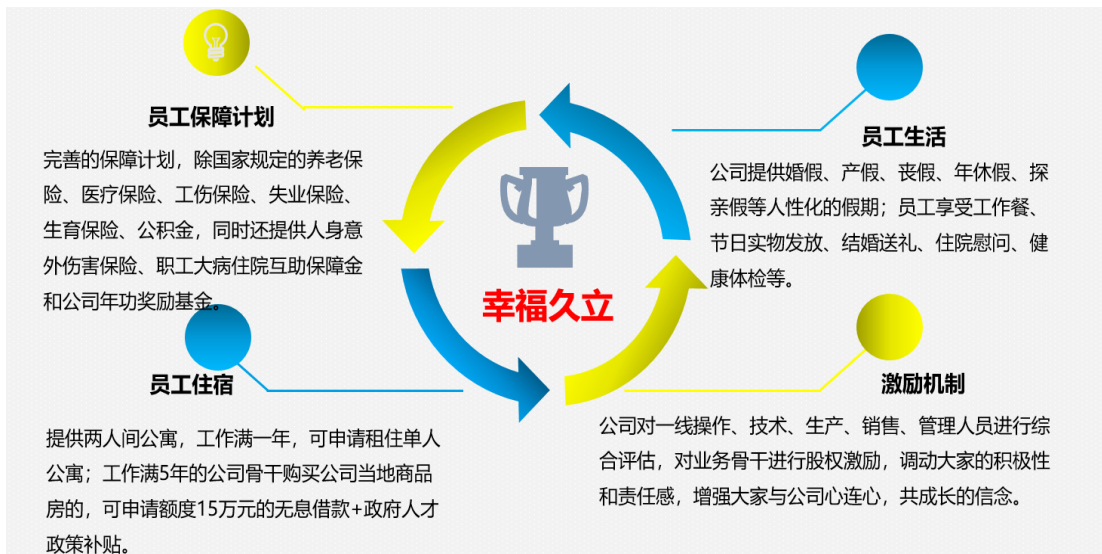 员工保障计划
完善的保障计划，除国家规定的养老保
险、医疗保险、工伤保险、失业保险、
生育保险、公积金，同时还提供人身意
外伤害保险、职工大病住院互助保障金
和公司年功奖励基金。
员工生活
公司提供婚假、产假、丧假、年休假、探
亲假等人性化的假期；员工享受工作餐、
节日实物发放、结婚送礼、住院慰问、健
康体检等。
幸福久立
员工住宿
提供两人间公寓，工作满一年，可申请租住单人
公寓；工作满5年的公司骨干购买公司当地商品
房的，可申请额度15万元的无息借款+政府人才
政策补贴。
激励机制
公司对一线操作、技术、生产、销售、管理人员进行综
合评估，对业务骨干进行股权激励，调动大家的积极性
和责任感，增强大家与公司心连心，共成长的信念。